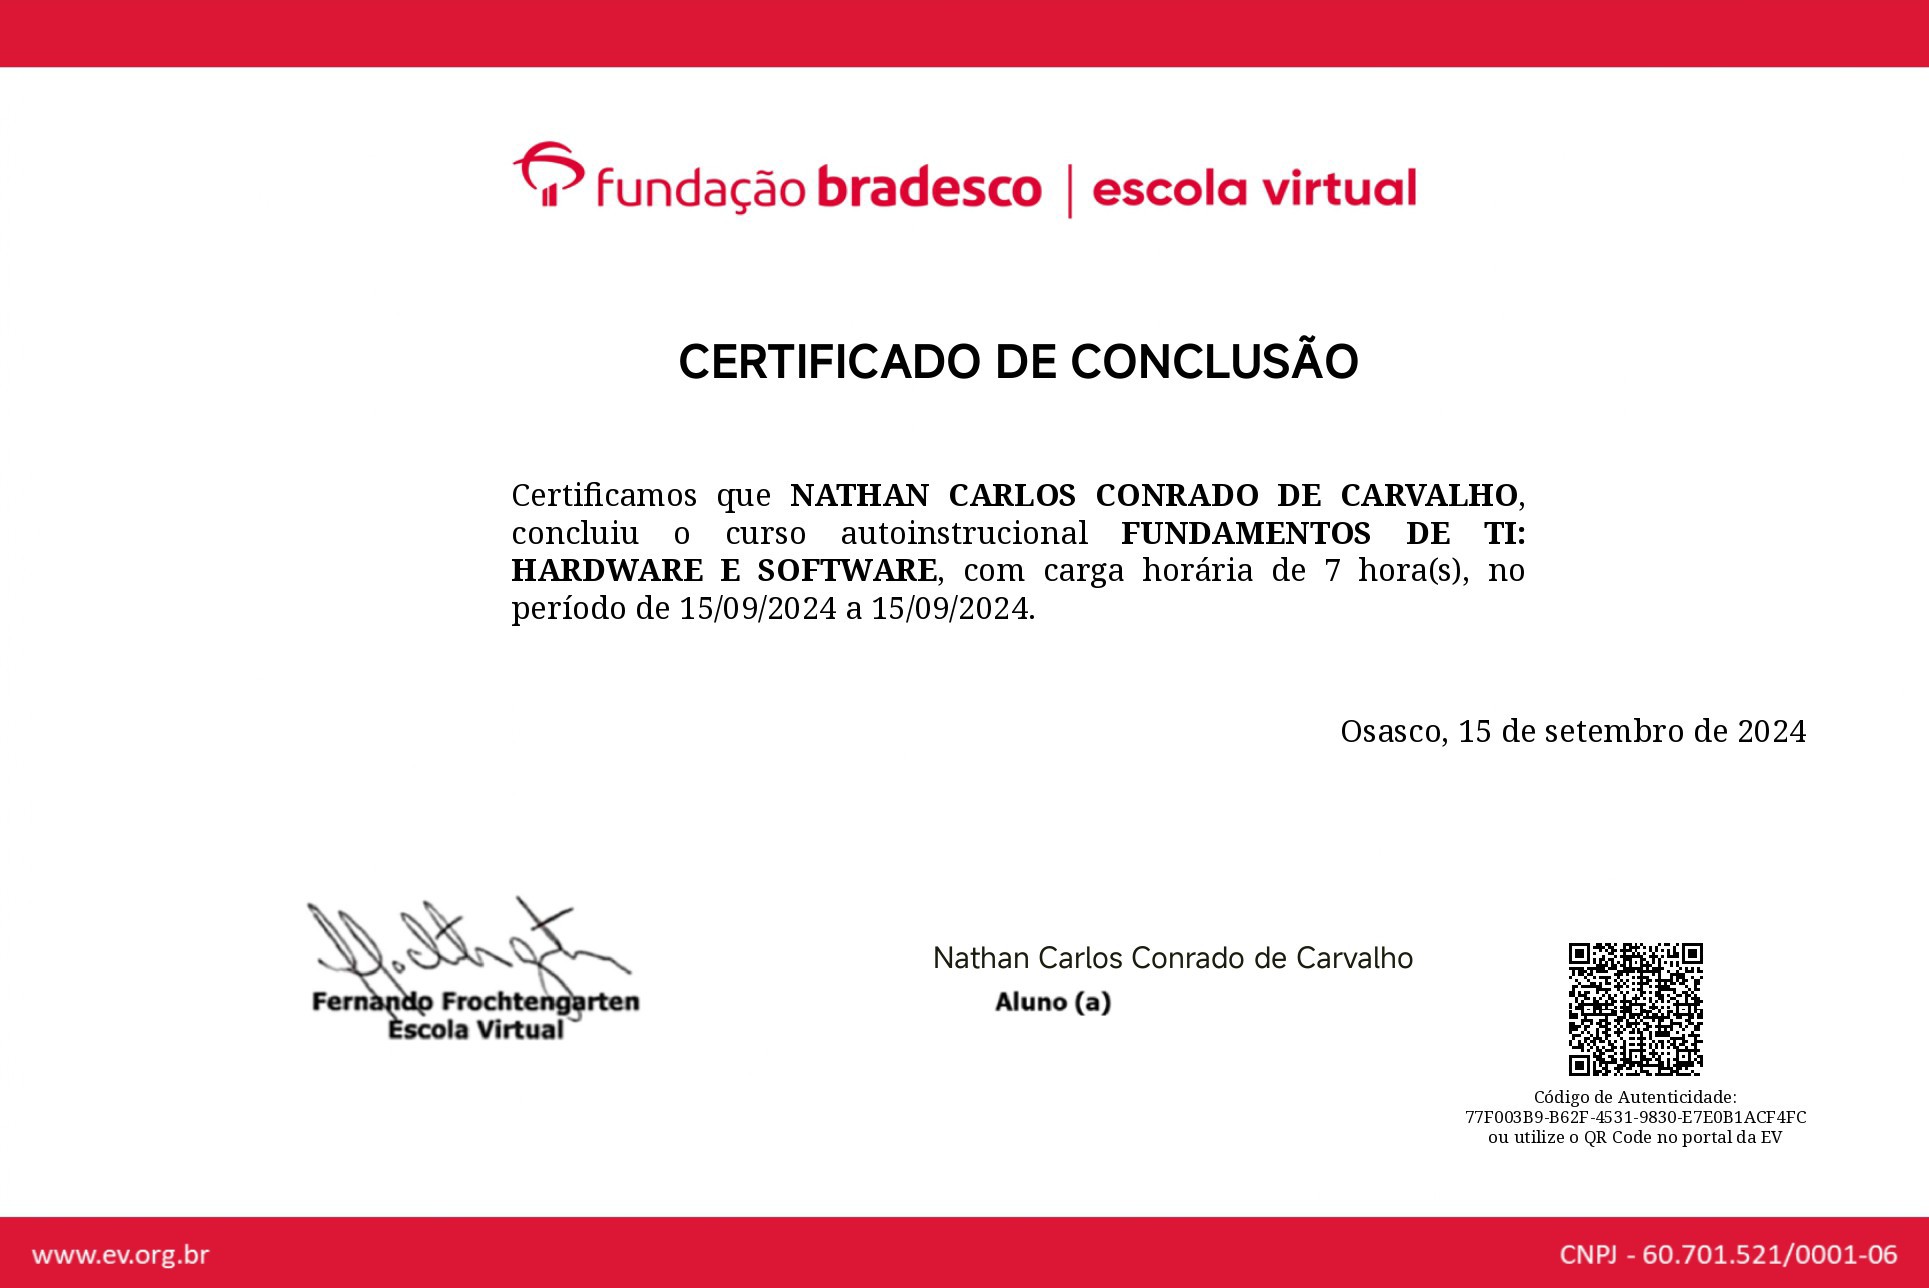 fundação bradesco | escola virtual
CERTIFICADO DE CONCLUSÃO
Certificamos que NATHAN CARLOS CONRADO DE CARVALHO,
concluiu o curso autoinstrucional FUNDAMENTOS DE TI:
HARDWARE E SOFTWARE, com carga horária de 7 hora(s), no
período de 15/09/2024 a 15/09/2024.
Osasco, 15 de setembro de 2024
Fernando Frochtengarten
Escola Virtual
Nathan Carlos Conrado de Carvalho
Aluno (a)
Código de Autenticidade:
77F003B9-B62F-4531-9830-E7E0B1ACF4FC
ou utilize o QR Code no portal da EV
www.ev.org.br
CNPJ - 60.701.521/0001-06